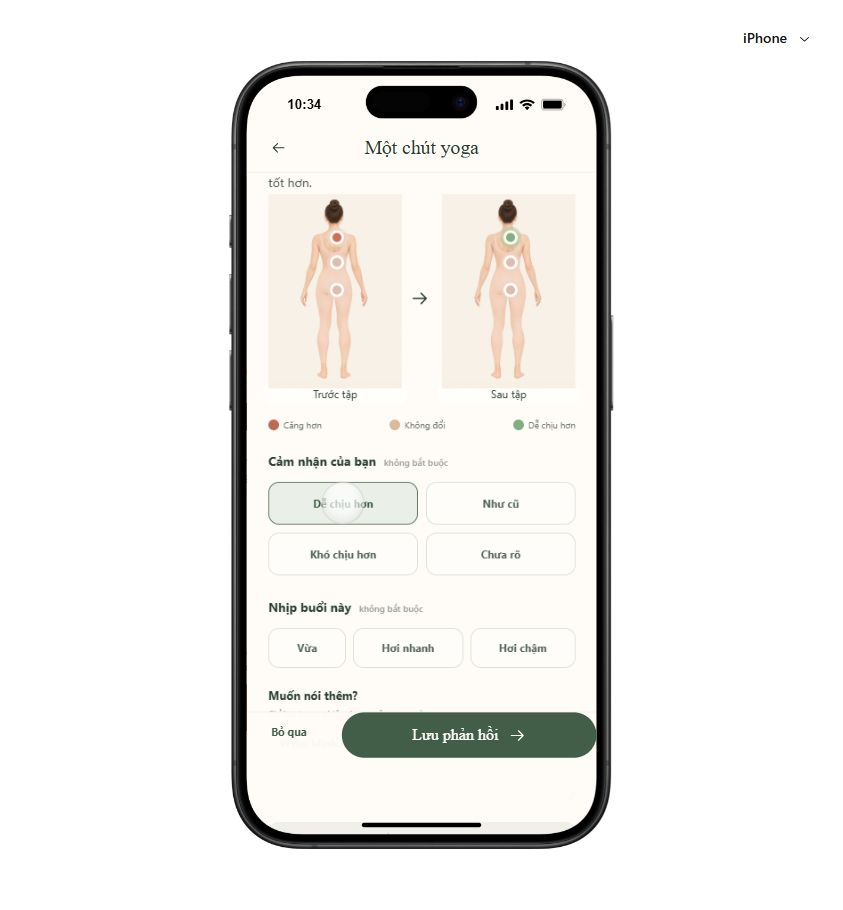 iPhone
10:34
Một chút yoga
tốt hơn.
Trước tập
Sau tập
Căng hơn
Không đổi
Dễ chịu hơn
Cảm nhận của bạn không bắt buộc
Dễ chịu hơn
Như cũ
Khó chịu hơn
Chưa rõ
Nhịp buổi này không bắt buộc
Vừa
Hơi nhanh
Hơi chậm
Muốn nói thêm?
Bỏ qua
Lưu phản hồi